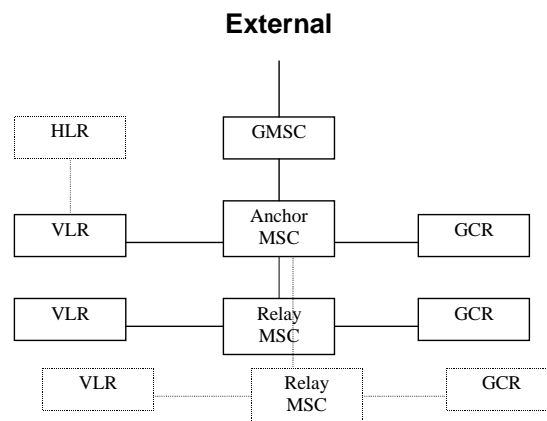 External
HLR
GMSC
VLR
Anchor
MSC
GCR
VLR
Relay
MSC
GCR
VLR
Relay
MSC
GCR